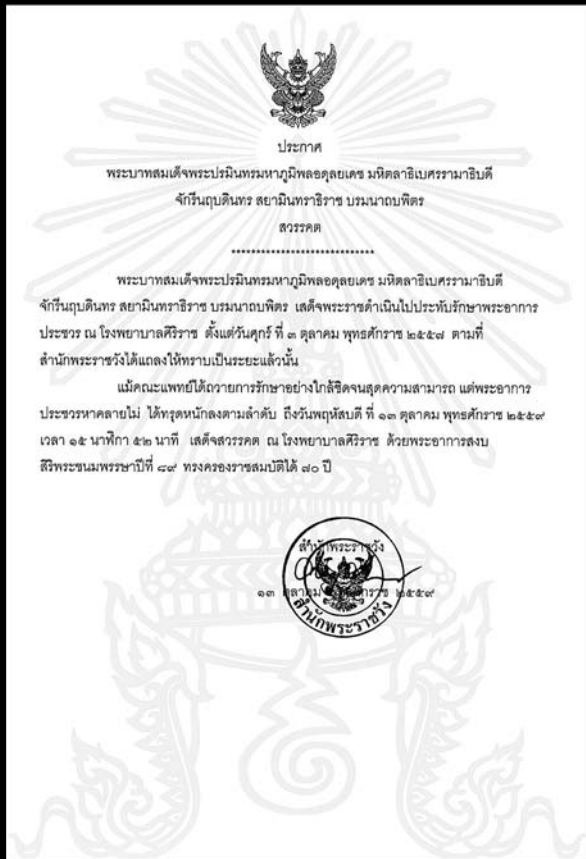 ประกาศ
พระบาทสมเด็จพระปรมินทรมหาภูมิพลอดุลยเดช มหิตลาธิเบศรรามาธิบดี
จักรีนฤบดินทร สยามินทราธิราช บรมนาถบพิตร
สวรรคต
****************************
พระบาทสมเด็จพระปรมินทรมหาภูมิพลอดุลยเดช มหิตลาธิเบศรรามาธิบดี
จักรีนฤบดินทร สยามินทราธิราช บรมนาถบพิตร เสด็จพระราชดำเนินไปประทับรักษาพระอาการ
ประชวร ณ โรงพยาบาลศิริราช ตั้งแต่วันศุกร์ ที่ ๓ ตุลาคม พุทธศักราช ๒๕๕๗ ตามที่
สำนักพระราชวังได้แถลงให้ทราบเป็นระยะแล้วนั้น
แม้คณะแพทย์ได้ถวายการรักษาอย่างใกล้ชิดจนสุดความสามารถ แต่พระอาการ
ประชวรหาคลายไม่ ได้ทรุดหนักลงตามลำดับ ถึงวันพฤหัสบดี ที่ ๑๓ ตุลาคม พุทธศักราช ๒๕๕๙
เวลา ๑๕ นาฬิกา ๕๒ นาที เสด็จสวรรคต ณ โรงพยาบาลศิริราช ด้วยพระอาการสงบ
สิริพระชนมพรรษาปีที่ ๘๙ ทรงครองราชสมบัติได้ ๗๐ ปี
สำนักพระราชวัง
๑๓ ตุลาคม ๒๕๕๙
สำนักพระราชวัง